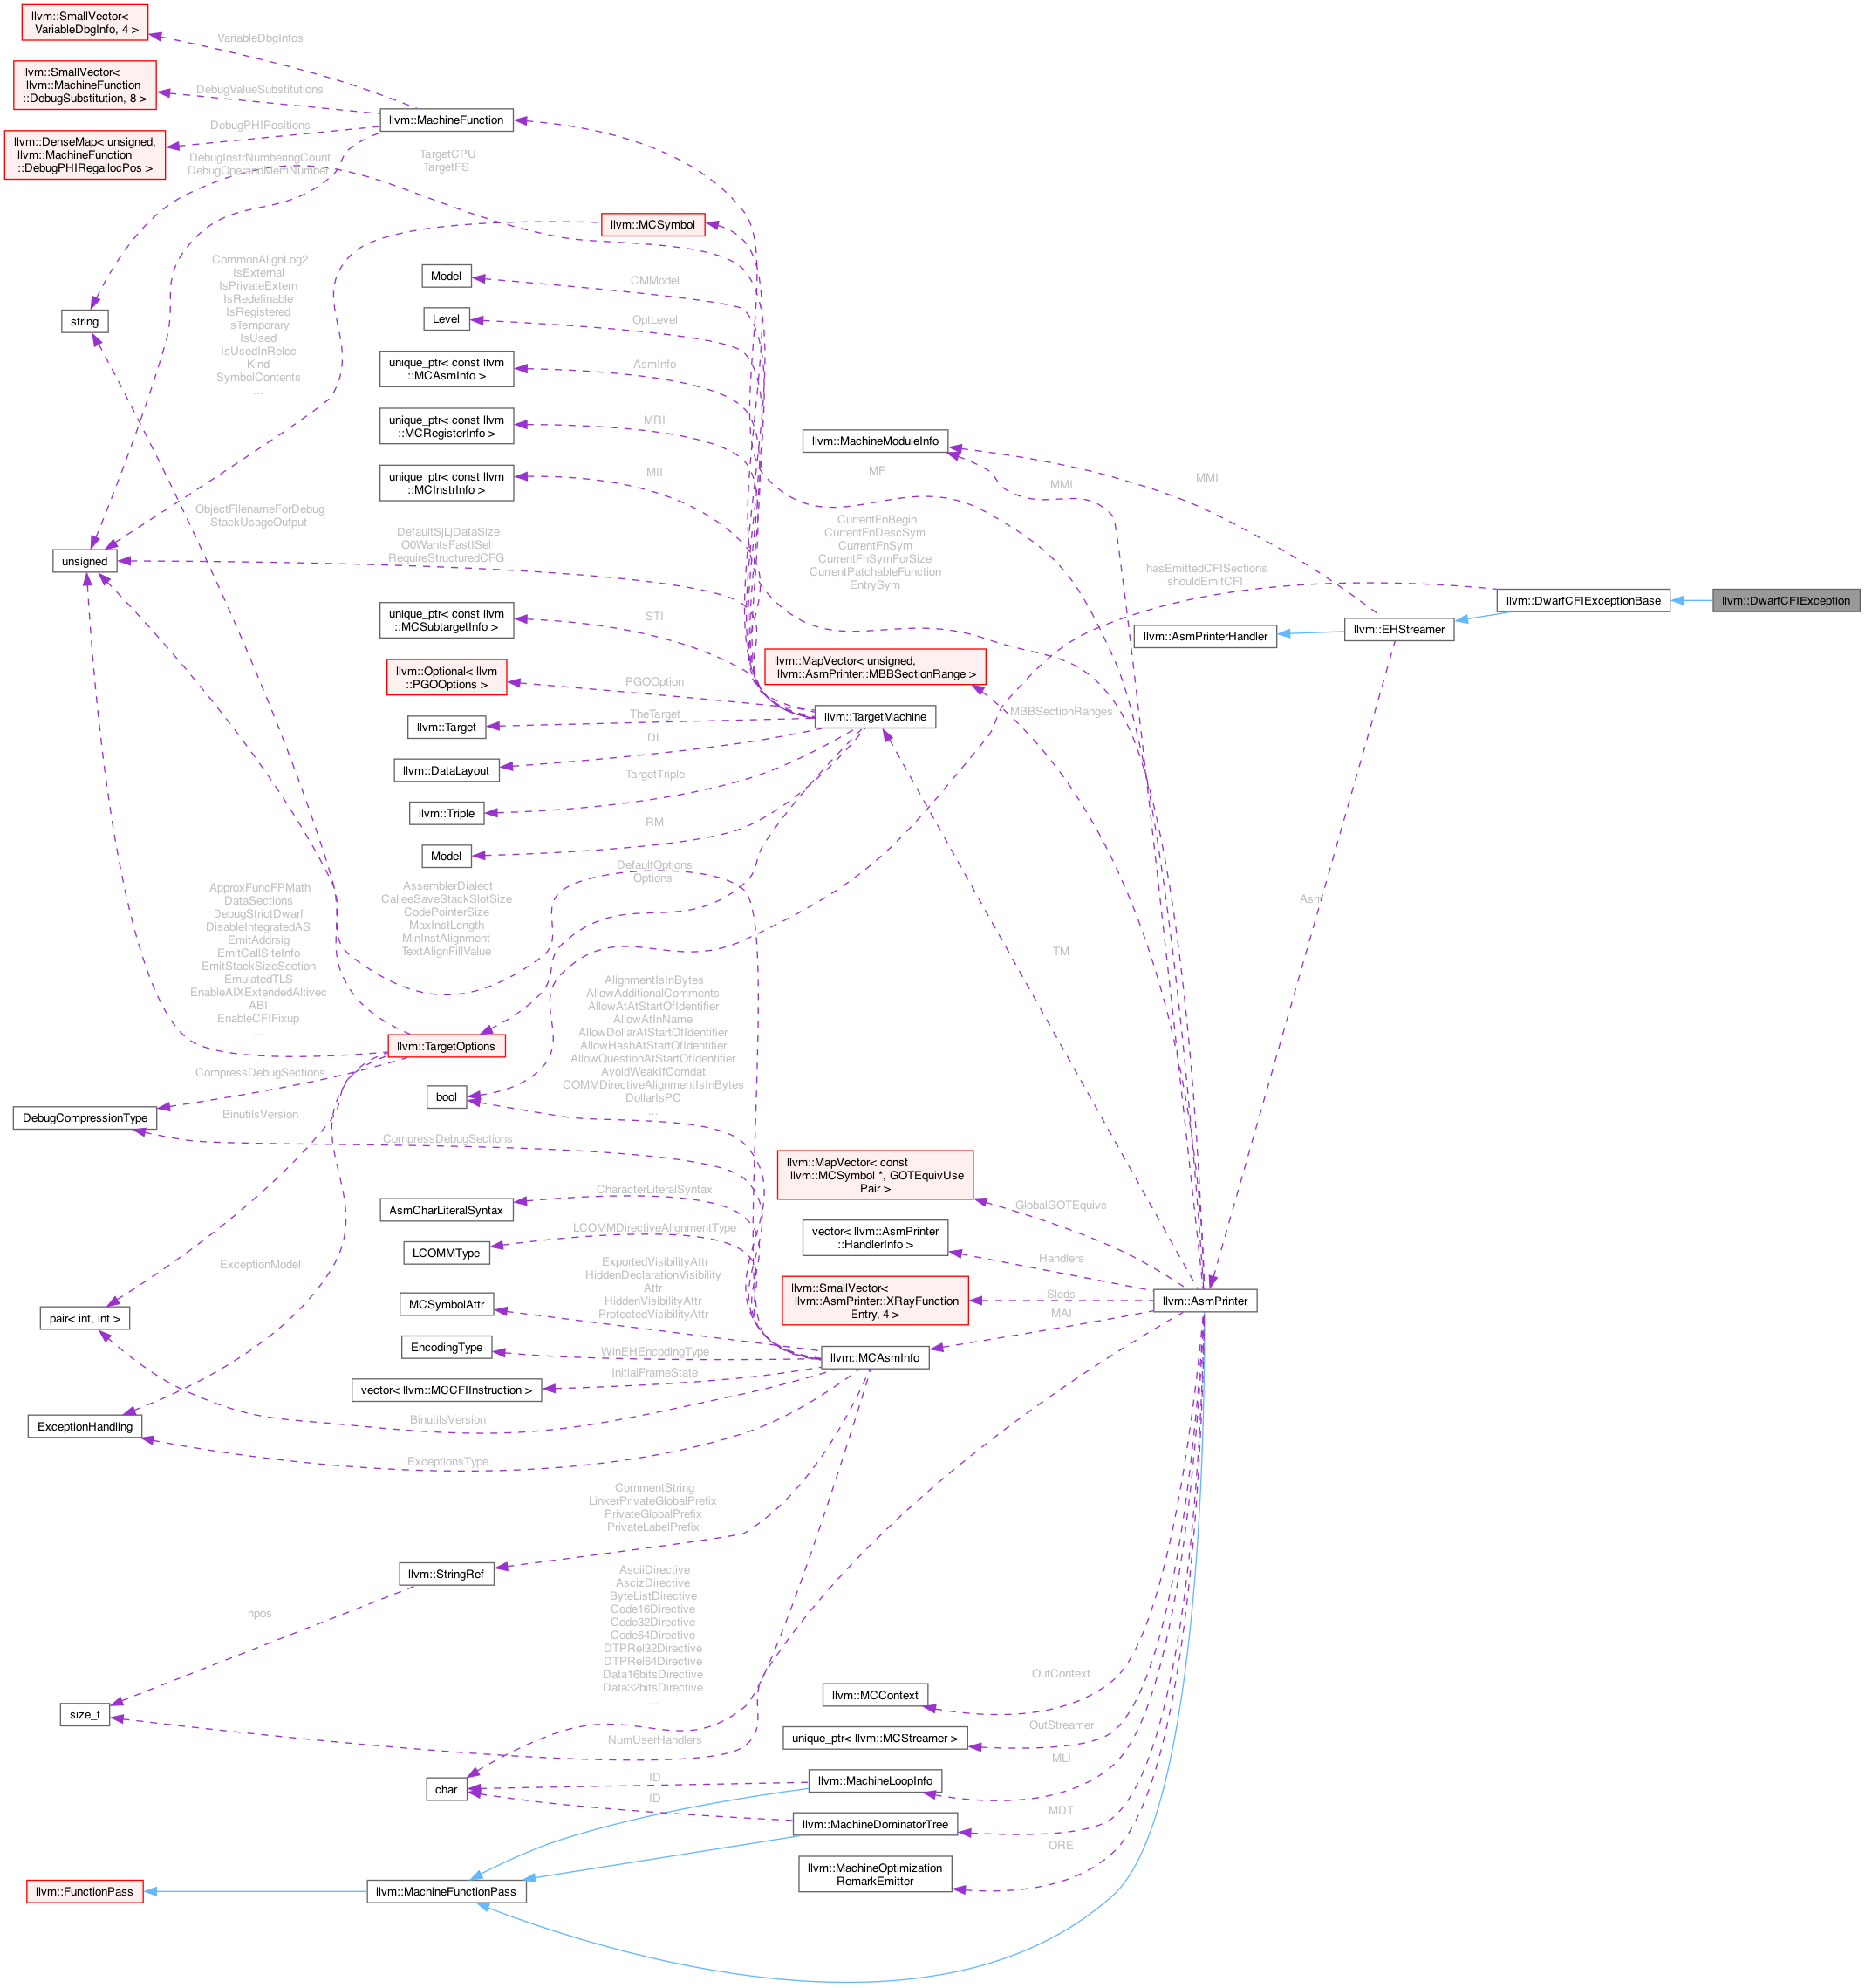 llvm::SmallVector<
VariableDbgInfo, 4 >
VariableDbgInfos
llvm::SmallVector<
llvm::MachineFunction
::DebugSubstitution, 8 >
DebugValueSubstitutions
llvm::MachineFunction
DebugPHIPositions
llvm::DenseMap< unsigned,
llvm::MachineFunction
::DebugPHIRegallocPos >
DebugInstrNumberingCount
DebugOperandMemNumber
TargetCPU
TargetFS
llvm::MCSymbol
CommonAlignLog2
IsExternal
IsPrivateExtern
IsRedefinable
IsRegistered
IsTemporary
IsUsed
IsUsedInReloc
Kind
SymbolContents
...
Model
CMModel
string
Level
OptLevel
unique_ptr< const llvm
::MCAsmInfo >
AsmInfo
unique_ptr< const llvm
::MCRegisterInfo >
MRI
llvm::MachineModuleInfo
unique_ptr< const llvm
::MCInstrInfo >
MII
MF
MMI
MMI
ObjectFilenameForDebug
StackUsageOutput
unsigned
DefaultSjLjDataSize
O0WantsFastISel
RequireStructuredCFG
CurrentFnBegin
CurrentFnDescSym
CurrentFnSym
CurrentFnSymForSize
CurrentPatchableFunction
EntrySym
hasEmittedCFISections
shouldEmitCFI
llvm::DwarfCFIExceptionBase
llvm::DwarfCFIException
unique_ptr< const llvm
::MCSubtargetInfo >
STI
llvm::AsmPrinterHandler
llvm::EHStreamer
llvm::MapVector< unsigned,
llvm::AsmPrinter::MBBSectionRange >
llvm::Optional< llvm
::PGOOptions >
PGOOption
llvm::TargetMachine
MBBSectionRanges
llvm::Target
TheTarget
llvm::DataLayout
DL
llvm::Triple
TargetTriple
Model
RM
DefaultOptions
Options
ApproxFuncFPMath
DataSections
DebugStrictDwarf
DisableIntegratedAS
EmitAddrsig
EmitCallSiteInfo
EmitStackSizeSection
EmulatedTLS
EnableAIXExtendedAltivec
ABI
EnableCFIFixup
...
AssemblerDialect
CalleeSaveStackSlotSize
CodePointerSize
MaxInstLength
MinInstAlignment
TextAlignFillValue
Asm
TM
AlignmentIsInBytes
AllowAdditionalComments
AllowAtAtStartOfIdentifier
AllowAtInName
AllowDollarAtStartOfIdentifier
AllowHashAtStartOfIdentifier
AllowQuestionAtStartOfIdentifier
AvoidWeakIfComdat
COMMDirectiveAlignmentIsInBytes
DollarIsPC
...
llvm::TargetOptions
CompressDebugSections
bool
DebugCompressionType
BinutilsVersion
CompressDebugSections
llvm::MapVector< const
llvm::MCSymbol *, GOTEquivUse
Pair >
GlobalGOTEquivs
AsmCharLiteralSyntax
CharacterLiteralSyntax
vector< llvm::AsmPrinter
::HandlerInfo >
Handlers
LCOMMType
LCOMMDirectiveAlignmentType
ExceptionModel
llvm::SmallVector<
llvm::AsmPrinter::XRayFunction
Entry, 4 >
Sleds
llvm::AsmPrinter
MAI
pair< int, int >
MCSymbolAttr
ExportedVisibilityAttr
HiddenDeclarationVisibility
Attr
HiddenVisibilityAttr
ProtectedVisibilityAttr
EncodingType
WinEHEncodingType
llvm::MCAsmInfo
vector< llvm::MCCFIInstruction >
InitialFrameState
ExceptionHandling
BinutilsVersion
ExceptionsType
CommentString
LinkerPrivateGlobalPrefix
PrivateGlobalPrefix
PrivateLabelPrefix
llvm::StringRef
npos
AsciiDirective
AscizDirective
ByteListDirective
Code16Directive
Code32Directive
Code64Directive
DTPRel32Directive
DTPRel64Directive
Data16bitsDirective
Data32bitsDirective
...
size_t
NumUserHandlers
llvm::MCContext
OutContext
unique_ptr< llvm::MCStreamer >
OutStreamer
char
ID
llvm::MachineLoopInfo
MLI
ID
llvm::MachineDominatorTree
MDT
llvm::MachineOptimization
RemarkEmitter
ORE
llvm::FunctionPass
llvm::MachineFunctionPass